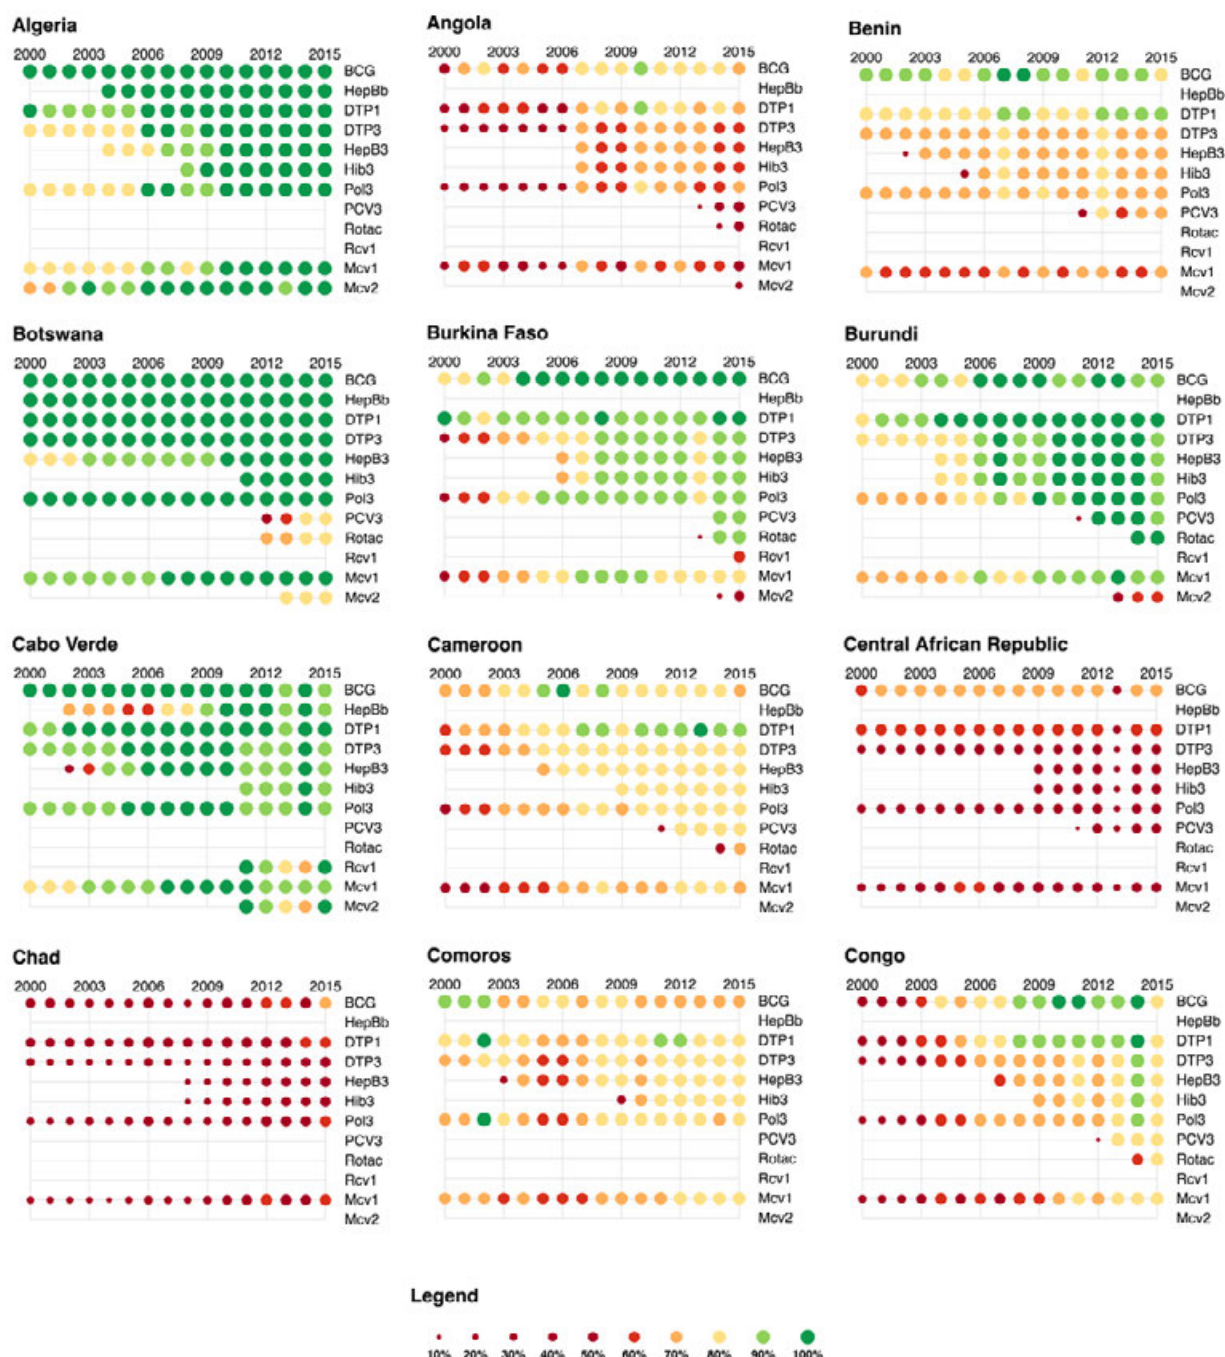 Algeria
2000 2003 2006 2009 2012 2015
BCG
HepBb
DTP1
DTP3
HepB3
Hib3
Pol3
PCV3
Rotac
Rcv1
Mcv1
Mcv2
Angola
2000 2003 2006 2009 2012 2015
BCG
HepBb
DTP1
DTP3
HepB3
Hib3
Pol3
PCV3
Rotac
Rcv1
Mcv1
Mcv2
Benin
2000 2003 2006 2009 2012 2015
BCG
HepBb
DTP1
DTP3
HepB3
Hib3
Pol3
PCV3
Rotac
Rcv1
Mcv1
Mcv2
Botswana
2000 2003 2006 2009 2012 2015
BCG
HepBb
DTP1
DTP3
HepB3
Hib3
Pol3
PCV3
Rotac
Rcv1
Mcv1
Mcv2
Burkina Faso
2000 2003 2006 2009 2012 2015
BCG
HepBb
DTP1
DTP3
HepB3
Hib3
Pol3
PCV3
Rotac
Rcv1
Mcv1
Mcv2
Burundi
2000 2003 2006 2009 2012 2015
BCG
HepBb
DTP1
DTP3
HepB3
Hib3
Pol3
PCV3
Rotac
Rcv1
Mcv1
Mcv2
Cabo Verde
2000 2003 2006 2009 2012 2015
BCG
HepBb
DTP1
DTP3
HepB3
Hib3
Pol3
PCV3
Rotac
Rcv1
Mcv1
Mcv2
Cameroon
2000 2003 2006 2009 2012 2015
BCG
HepBb
DTP1
DTP3
HepB3
Hib3
Pol3
PCV3
Rotac
Rcv1
Mcv1
Mcv2
Central African Republic
2000 2003 2006 2009 2012 2015
BCG
HepBb
DTP1
DTP3
HepB3
Hib3
Pol3
PCV3
Rotac
Rcv1
Mcv1
Mcv2
Chad
2000 2003 2006 2009 2012 2015
BCG
HepBb
DTP1
DTP3
HepB3
Hib3
Pol3
PCV3
Rotac
Rcv1
Mcv1
Mcv2
Comoros
2000 2003 2006 2009 2012 2015
BCG
HepBb
DTP1
DTP3
HepB3
Hib3
Pol3
PCV3
Rotac
Rcv1
Mcv1
Mcv2
Congo
2000 2003 2006 2009 2012 2015
BCG
HepBb
DTP1
DTP3
HepB3
Hib3
Pol3
PCV3
Rotac
Rcv1
Mcv1
Mcv2
Legend
10% 20% 30% 40% 50% 60% 70% 80% 90% 100%